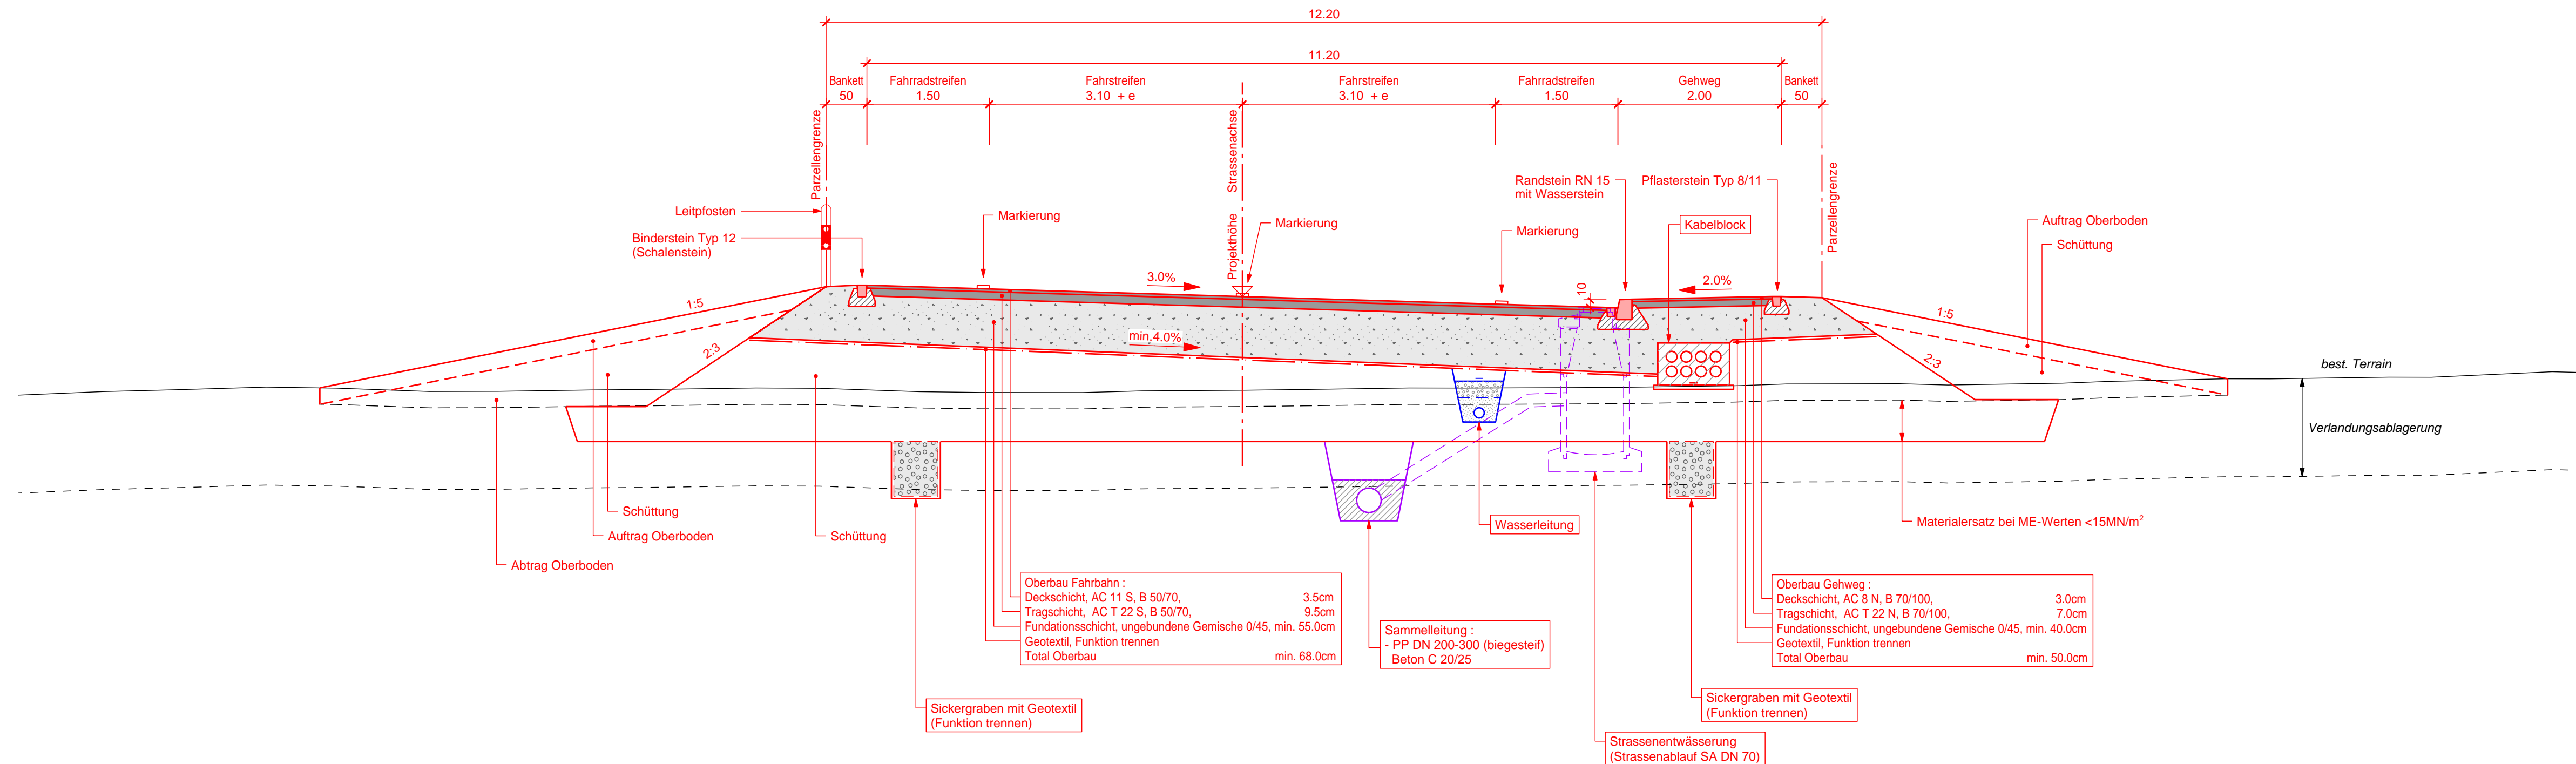 12.20
11.20
Bankett
50
Fahrradstreifen
1.50
Fahrstreifen
3.10 + e
Fahrstreifen
3.10 + e
Fahrradstreifen
1.50
Gehweg
2.00
Bankett
50
Parzellengrenze
Strassenachse
Projekthöhe
Parzellengrenze
Leitpfosten
Binderstein Typ 12
(Schalenstein)
Markierung
Markierung
Markierung
Randstein RN 15
mit Wasserstein
Pflasterstein Typ 8/11
Kabelblock
Auftrag Oberboden
Schüttung
1:5
2:3
3.0%
min.4.0%
10
2.0%
1:5
2:3
best. Terrain
Verlandungsablagerung
Schüttung
Auftrag Oberboden
Abtrag Oberboden
Schüttung
Wasserleitung
Materialersatz bei ME-Werten <15MN/m²
Oberbau Fahrbahn :
Deckschicht, AC 11 S, B 50/70, 3.5cm
Tragschicht, AC T 22 S, B 50/70, 9.5cm
Fundationsschicht, ungebundene Gemische 0/45, min. 55.0cm
Geotextil, Funktion trennen
Total Oberbau min. 68.0cm
Sammelleitung :
- PP DN 200-300 (biegesteif)
Beton C 20/25
Oberbau Gehweg :
Deckschicht, AC 8 N, B 70/100, 3.0cm
Tragschicht, AC T 22 N, B 70/100, 7.0cm
Fundationsschicht, ungebundene Gemische 0/45, min. 40.0cm
Geotextil, Funktion trennen
Total Oberbau min. 50.0cm
Sickergraben mit Geotextil
(Funktion trennen)
Sickergraben mit Geotextil
(Funktion trennen)
Strassenentwässerung
(Strassenablauf SA DN 70)